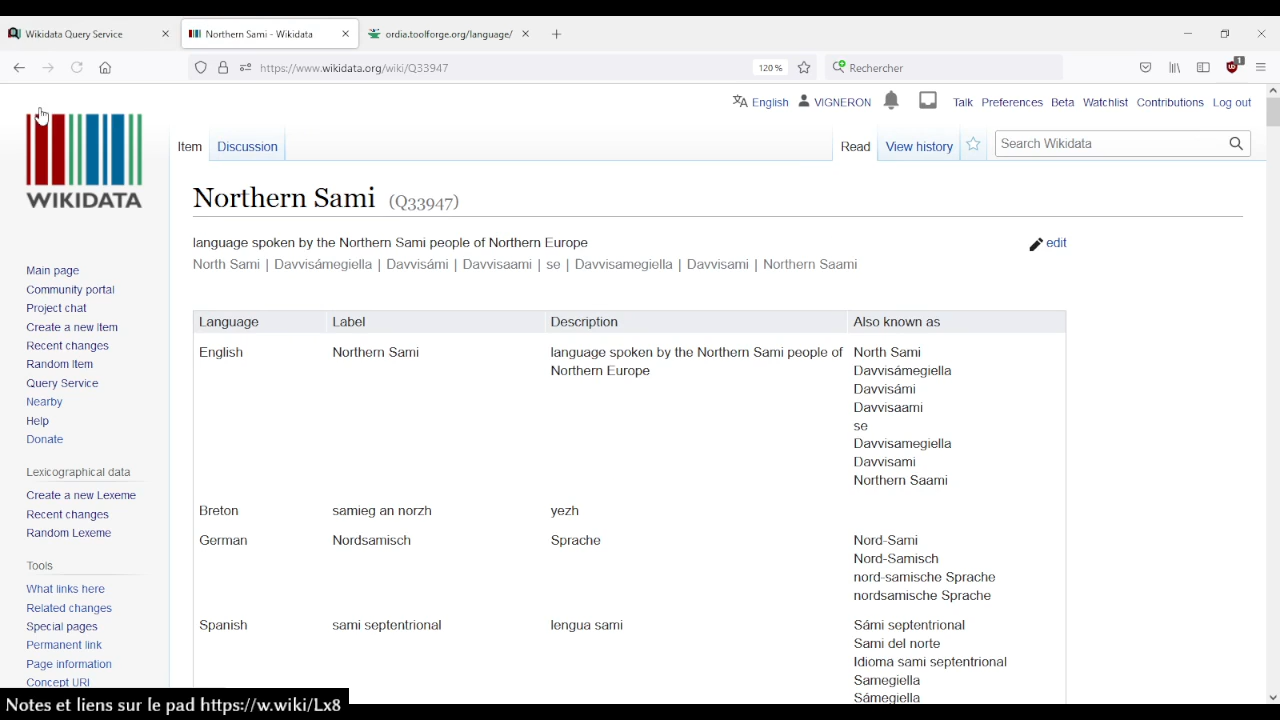 Wikidata Query Service
Northern Sami - Wikidata
ordia.toolforge.org/language/
https://www.wikidata.org/wiki/Q33947
120 %
Rechercher
1
English VIGNERON Talk Preferences Beta Watchlist Contributions Log out
WIKIDATA
Item Discussion Read View history Search Wikidata
Northern Sami (Q33947)
language spoken by the Northern Sami people of Northern Europe
edit
North Sami | Davvisámegiella | Davvisámi | Davvisaami | se | Davvisamegiella | Davvisami | Northern Saami
Main page
Community portal
Project chat
Create a new Item
Recent changes
Random Item
Query Service
Nearby
Help
Donate
Lexicographical data
Create a new Lexeme
Recent changes
Random Lexeme
Tools
What links here
Related changes
Special pages
Permanent link
Page information
Concept URI
Language Label Description Also known as
English Northern Sami language spoken by the Northern Sami people of North Sami
Northern Europe Davvisámegiella
Davvisámi
Davvisaami
se
Davvisamegiella
Davvisami
Northern Saami
Breton samieg an norzh yezh
German Nordsamisch Sprache Nord-Sami
Nord-Samisch
nord-samische Sprache
nordsamische Sprache
Spanish sami septentrional lengua sami Sámi septentrional
Sami del norte
Idioma sami septentrional
Samegiella
Sámegiella
Notes et liens sur le pad https://w.wiki/Lx8